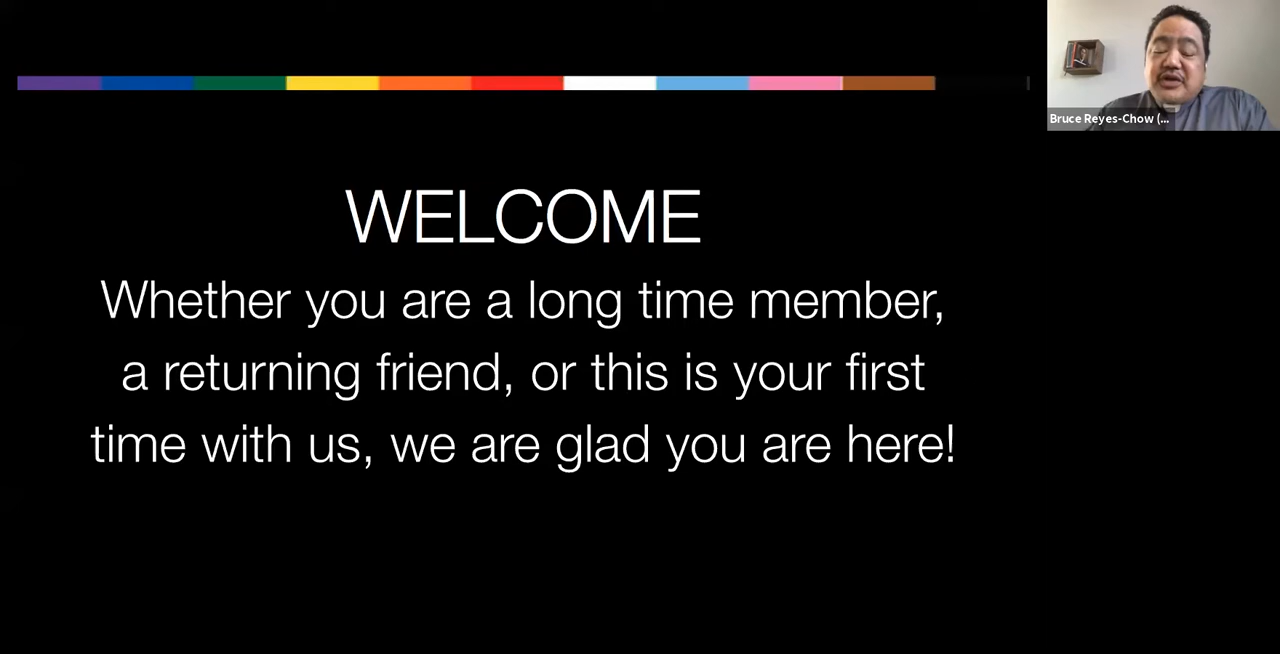 WELCOME
Whether you are a long time member,
a returning friend, or this is your first
time with us, we are glad you are here!
Bruce Reyes-Chow (...